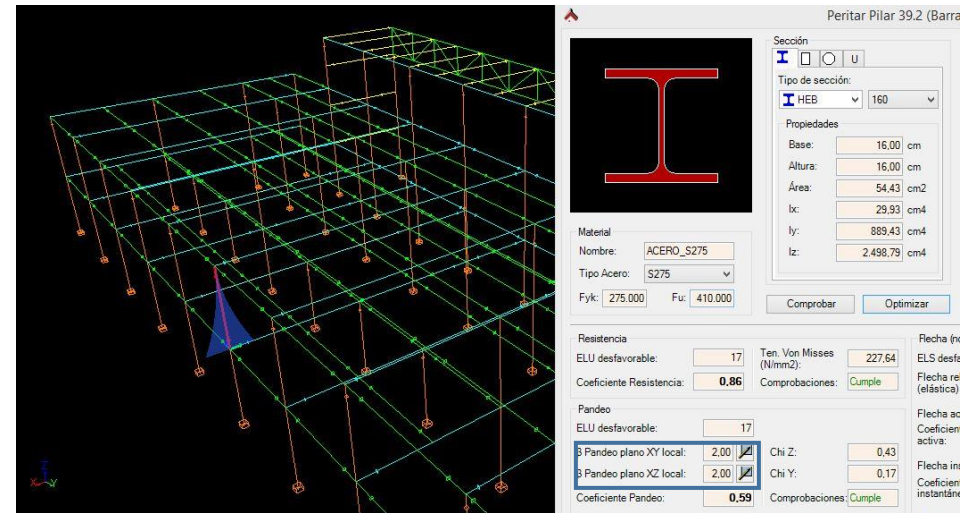 Peritar Pilar 39.2 (Barra
Sección
U
Tipo de sección:
HEB 160
Propiedades
Base: 16,00 cm
Altura: 16,00 cm
Área: 54,43 cm2
Ix: 29,93 cm4
Iy: 889,43 cm4
Iz: 2.498,79 cm4
Material
Nombre: ACERO_S275
Tipo Acero: S275
Fyk: 275.000 Fu: 410.000
Comprobar Optimizar
Resistencia
ELU desfavorable: 17 Ten. Von Misses (N/mm2): 227,64
Coeficiente Resistencia: 0,86 Comprobaciones: Cumple
Pandeo
ELU desfavorable: 17
β Pandeo plano XY local: 2,00 Chi Z: 0,43
β Pandeo plano XZ local: 2,00 Chi Y: 0,17
Coeficiente Pandeo: 0,59 Comprobaciones: Cumple
Flecha (no
ELS desfa
Flecha rel
(elástica)
Flecha ac
Coeficient
activa:
Flecha ins
Coeficient
instantáne
Z
X Y